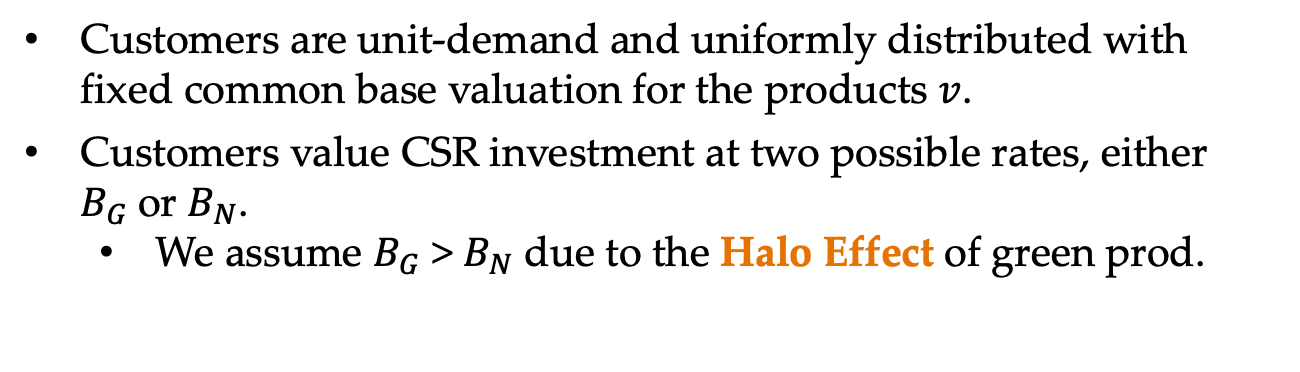 • Customers are unit-demand and uniformly distributed with
fixed common base valuation for the products v.
• Customers value CSR investment at two possible rates, either
B_G or B_N.
• We assume B_G > B_N due to the Halo Effect of green prod.